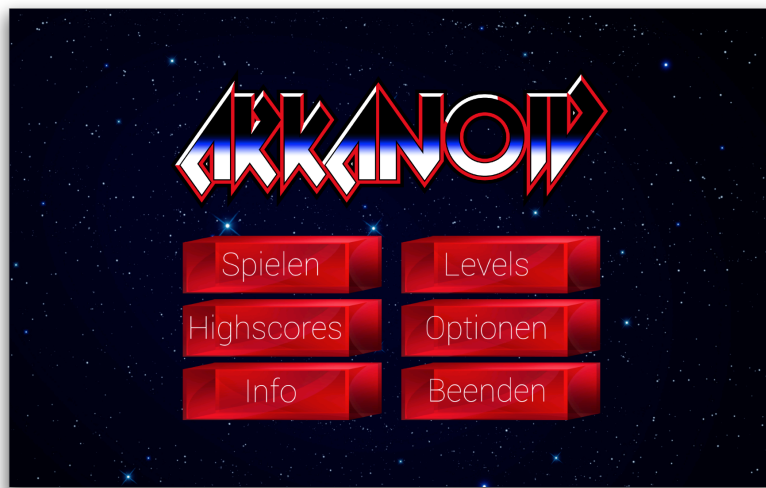 ARKANOID
Spielen
Levels
Highscores
Optionen
Info
Beenden